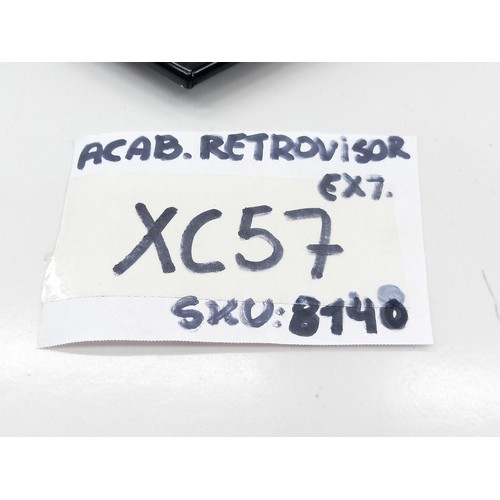 ACAB. RETROVISOR
EXT.
XC57
SKU: 8140